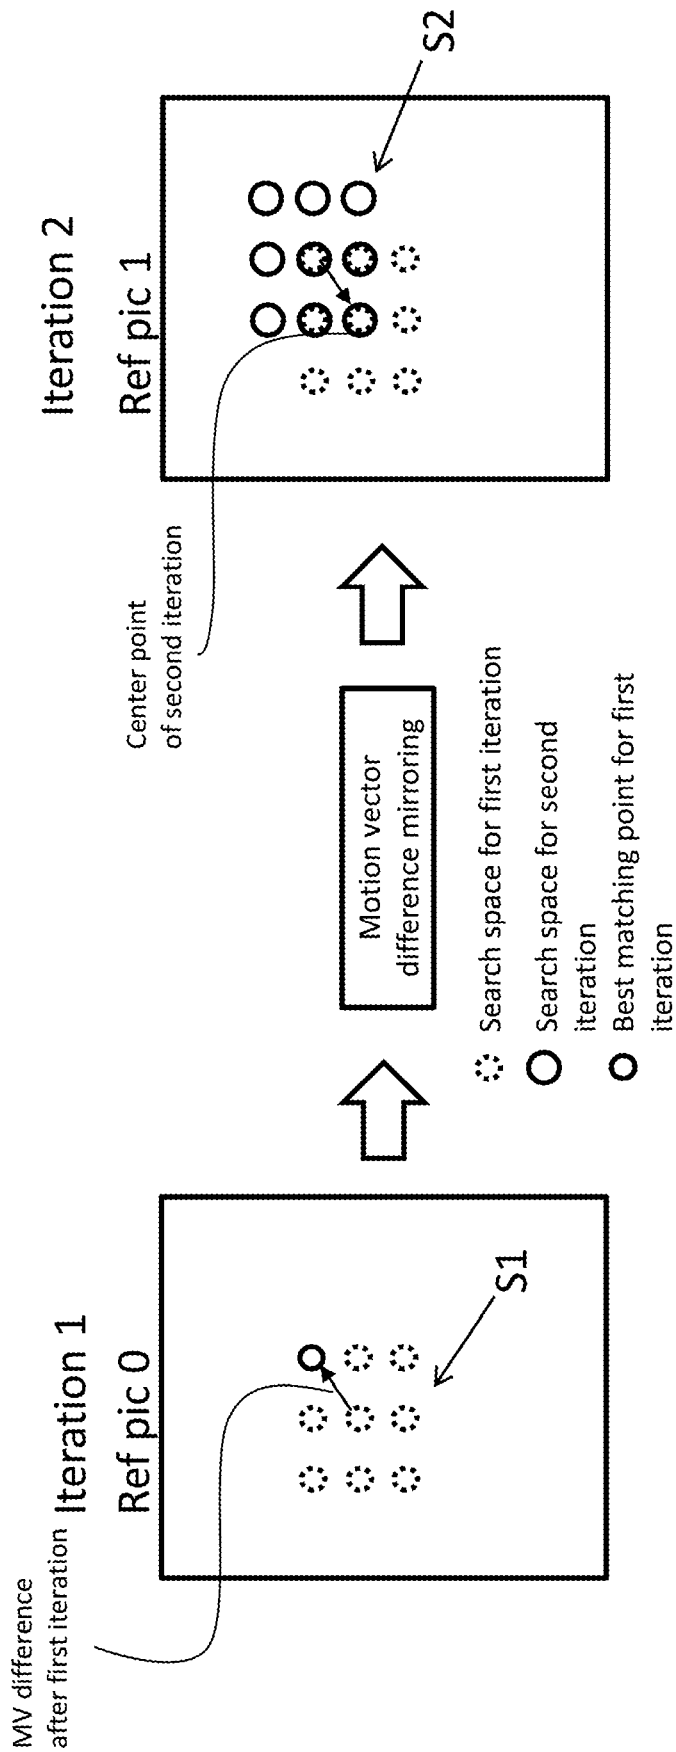 MV difference
after first iteration
Iteration 1
Ref pic 0
S1
Motion vector
difference mirroring
Search space for first iteration
Search space for second
iteration
Best matching point for first
iteration
Center point
of second iteration
Iteration 2
Ref pic 1
S2